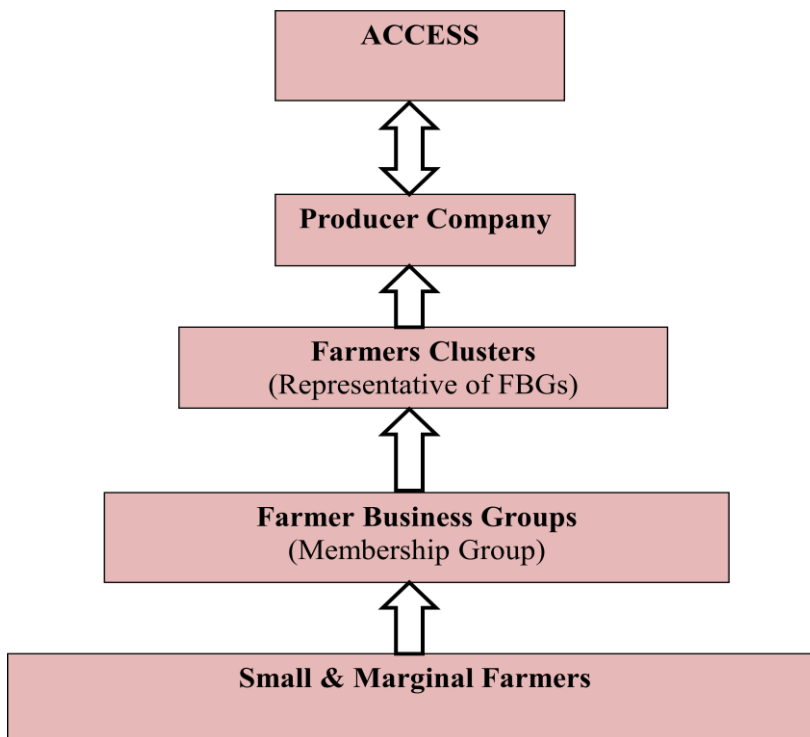 ACCESS
Producer Company
Farmers Clusters
(Representative of FBGs)
Farmer Business Groups
(Membership Group)
Small & Marginal Farmers